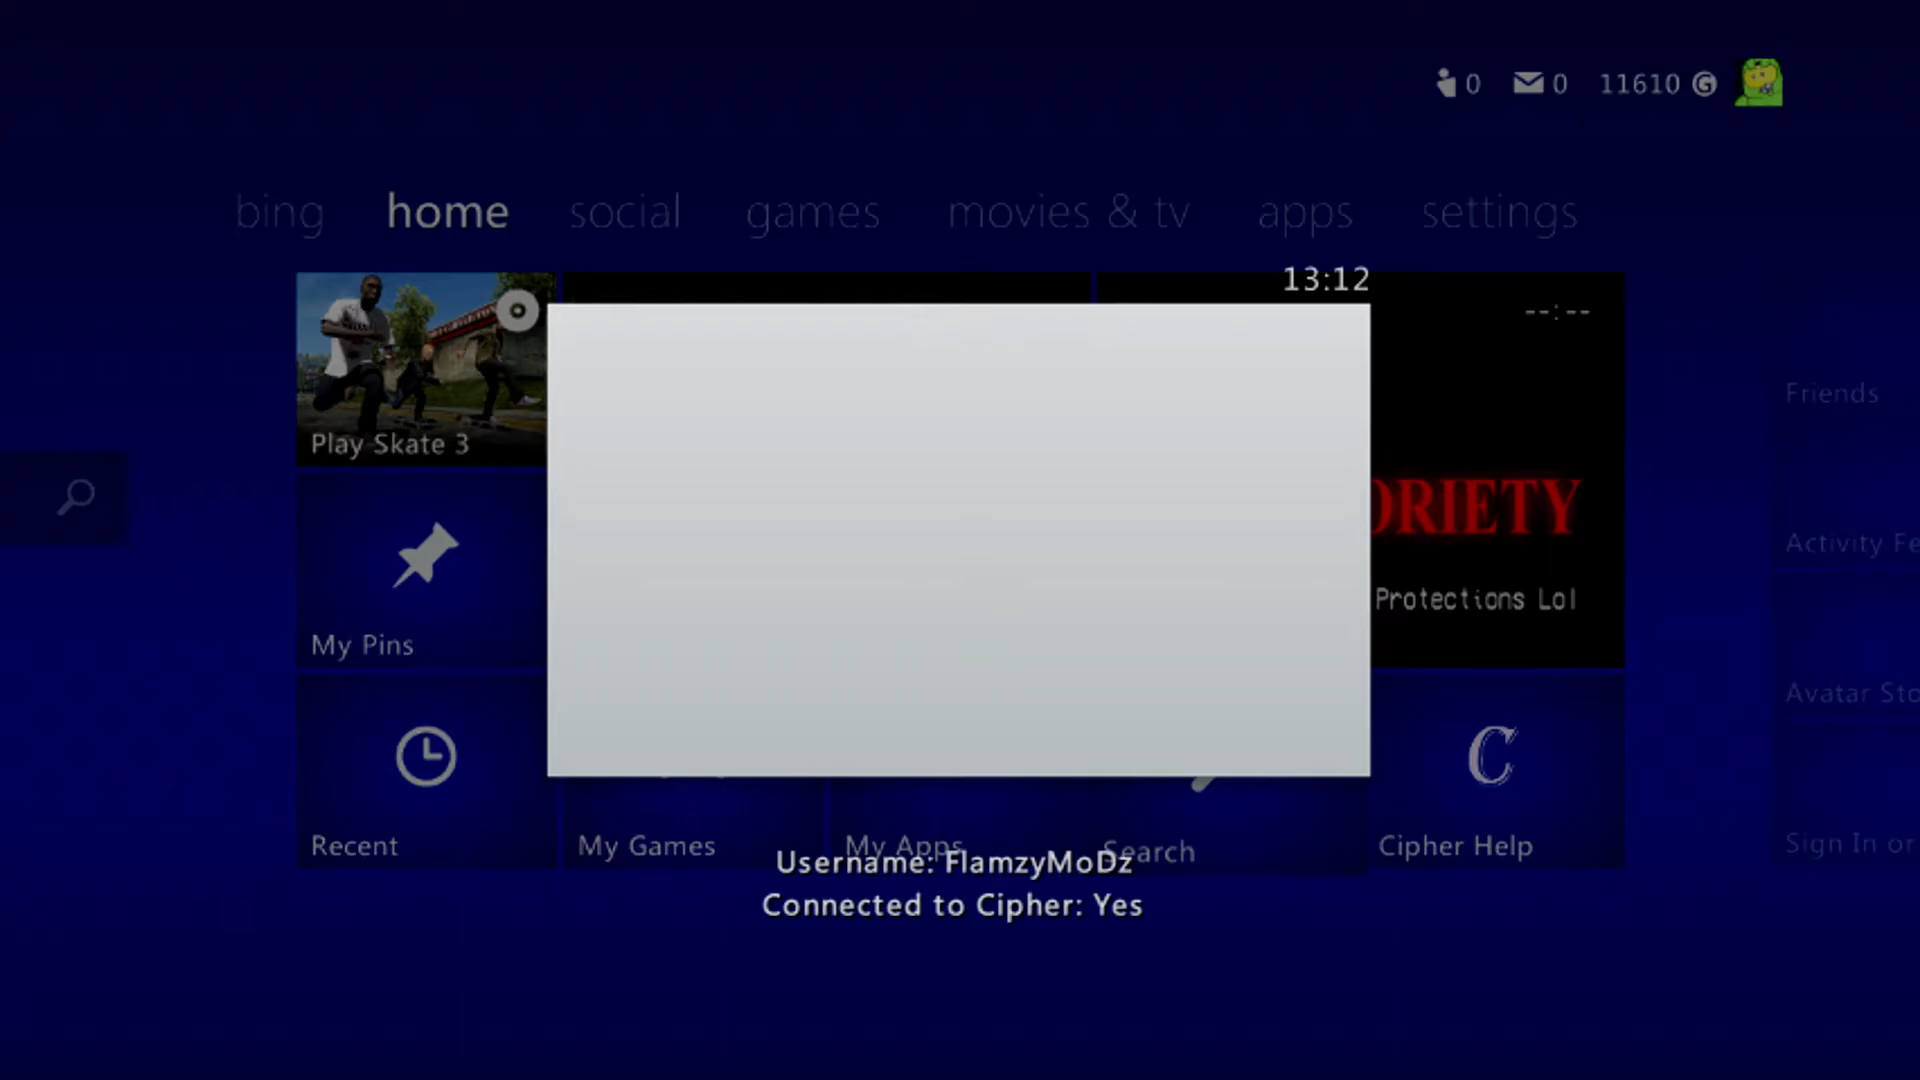 0 0 11610 G
bing home social games movies & tv apps settings
13:12
--:--
Play Skate 3
Friends
ORIETY
Activity Fe
Protections Lol
My Pins
Avatar Sto
C
Recent
My Games
My Apps
Search
Cipher Help
Sign In or
Username: FlamzyMoDz
Connected to Cipher: Yes